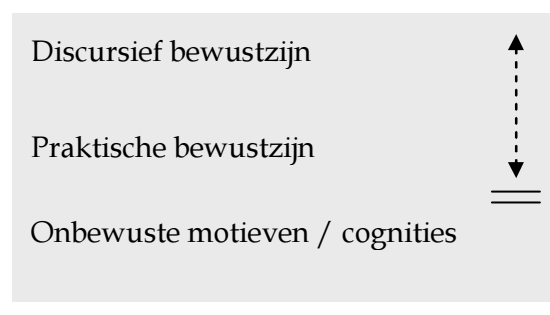 Discursief bewustzijn
Praktische bewustzijn
Onbewuste motieven / cognities